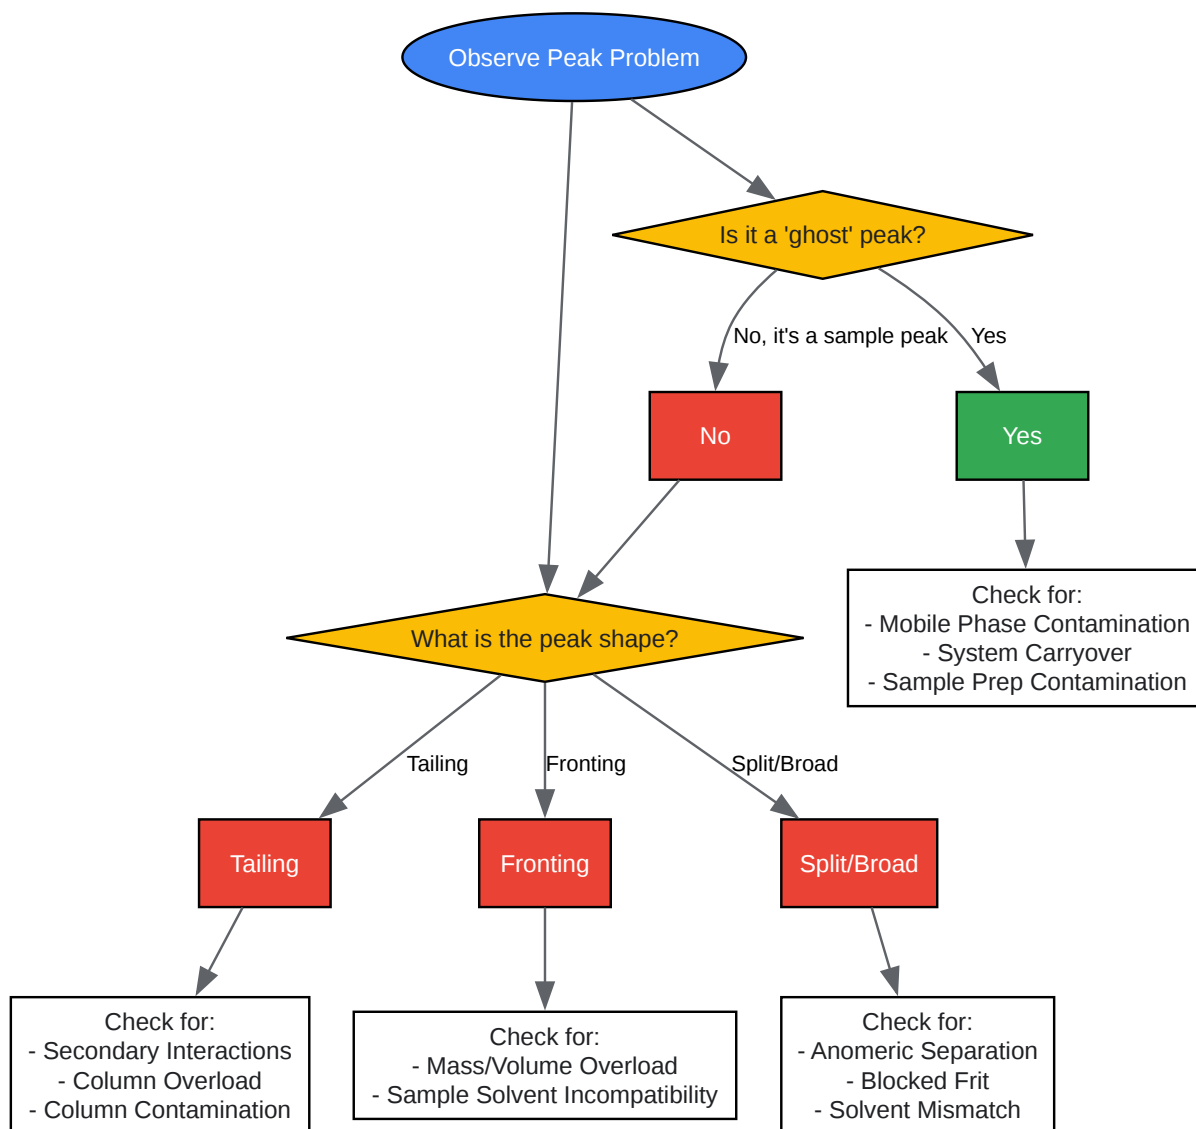 Observe Peak Problem
Is it a 'ghost' peak?
No, it's a sample peak
Yes
No
Yes
Check for:
- Mobile Phase Contamination
- System Carryover
- Sample Prep Contamination
What is the peak shape?
Tailing
Fronting
Split/Broad
Tailing
Fronting
Split/Broad
Check for:
- Secondary Interactions
- Column Overload
- Column Contamination
Check for:
- Mass/Volume Overload
- Sample Solvent Incompatibility
Check for:
- Anomeric Separation
- Blocked Frit
- Solvent Mismatch